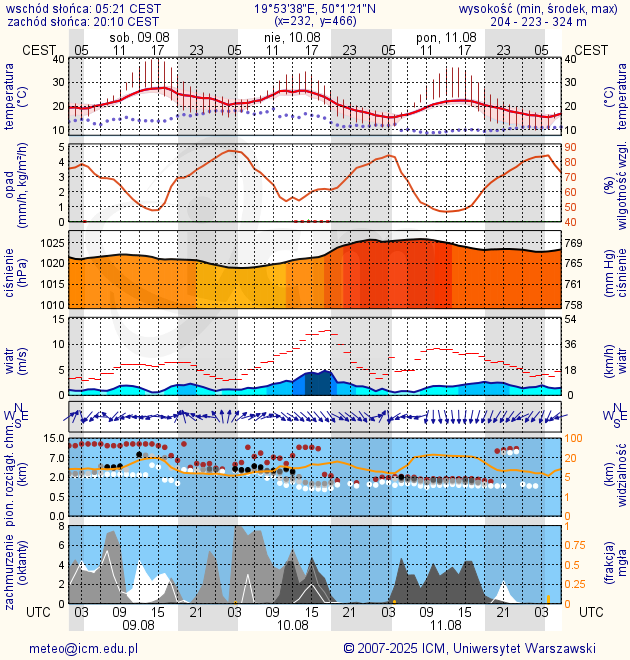 wschód słońca: 05:21 CEST 19°53'38"E, 50°1'21"N wysokość (min, środek, max)
zachód słońca: 20:10 CEST (x=232, y=466) 204 - 223 - 324 m
sob, 09.08 nie, 10.08 pon, 11.08
CEST 05 11 17 23 05 11 17 23 05 11 17 23 05 CEST
temperatura (°C) 40 30 20 10 40 30 20 10 (°C) temperatura
opad (mm/h, kg/m²/h) 5 4 3 2 1 0 90 80 70 60 50 40 (%) wilgotność wzgl.
ciśnienie (hPa) 1025 1020 1015 1010 769 765 761 758 (mm Hg) ciśnienie
wiatr (m/s) 15 10 5 0 54 36 18 0 (km/h) wiatr
N W E S N W E S
pion. rozciągł. chm. (km) 15.0 7.0 2.0 0.5 0.0 100 20 5 1 0 (km) widzialność
zachmurzenie (oktanty) 8 6 4 2 0 1 0.75 0.5 0.25 0 (frakcja) mgła
UTC 03 09 15 21 03 09 15 21 03 09 15 21 03 UTC
09.08 10.08 11.08
meteo@icm.edu.pl © 2007-2025 ICM, Uniwersytet Warszawski